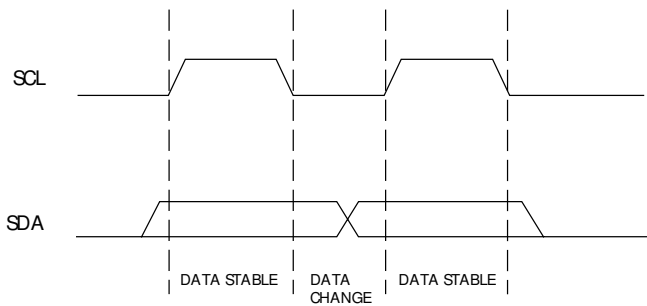 SCL
SDA
DATA STABLE
DATA
CHANGE
DATA STABLE